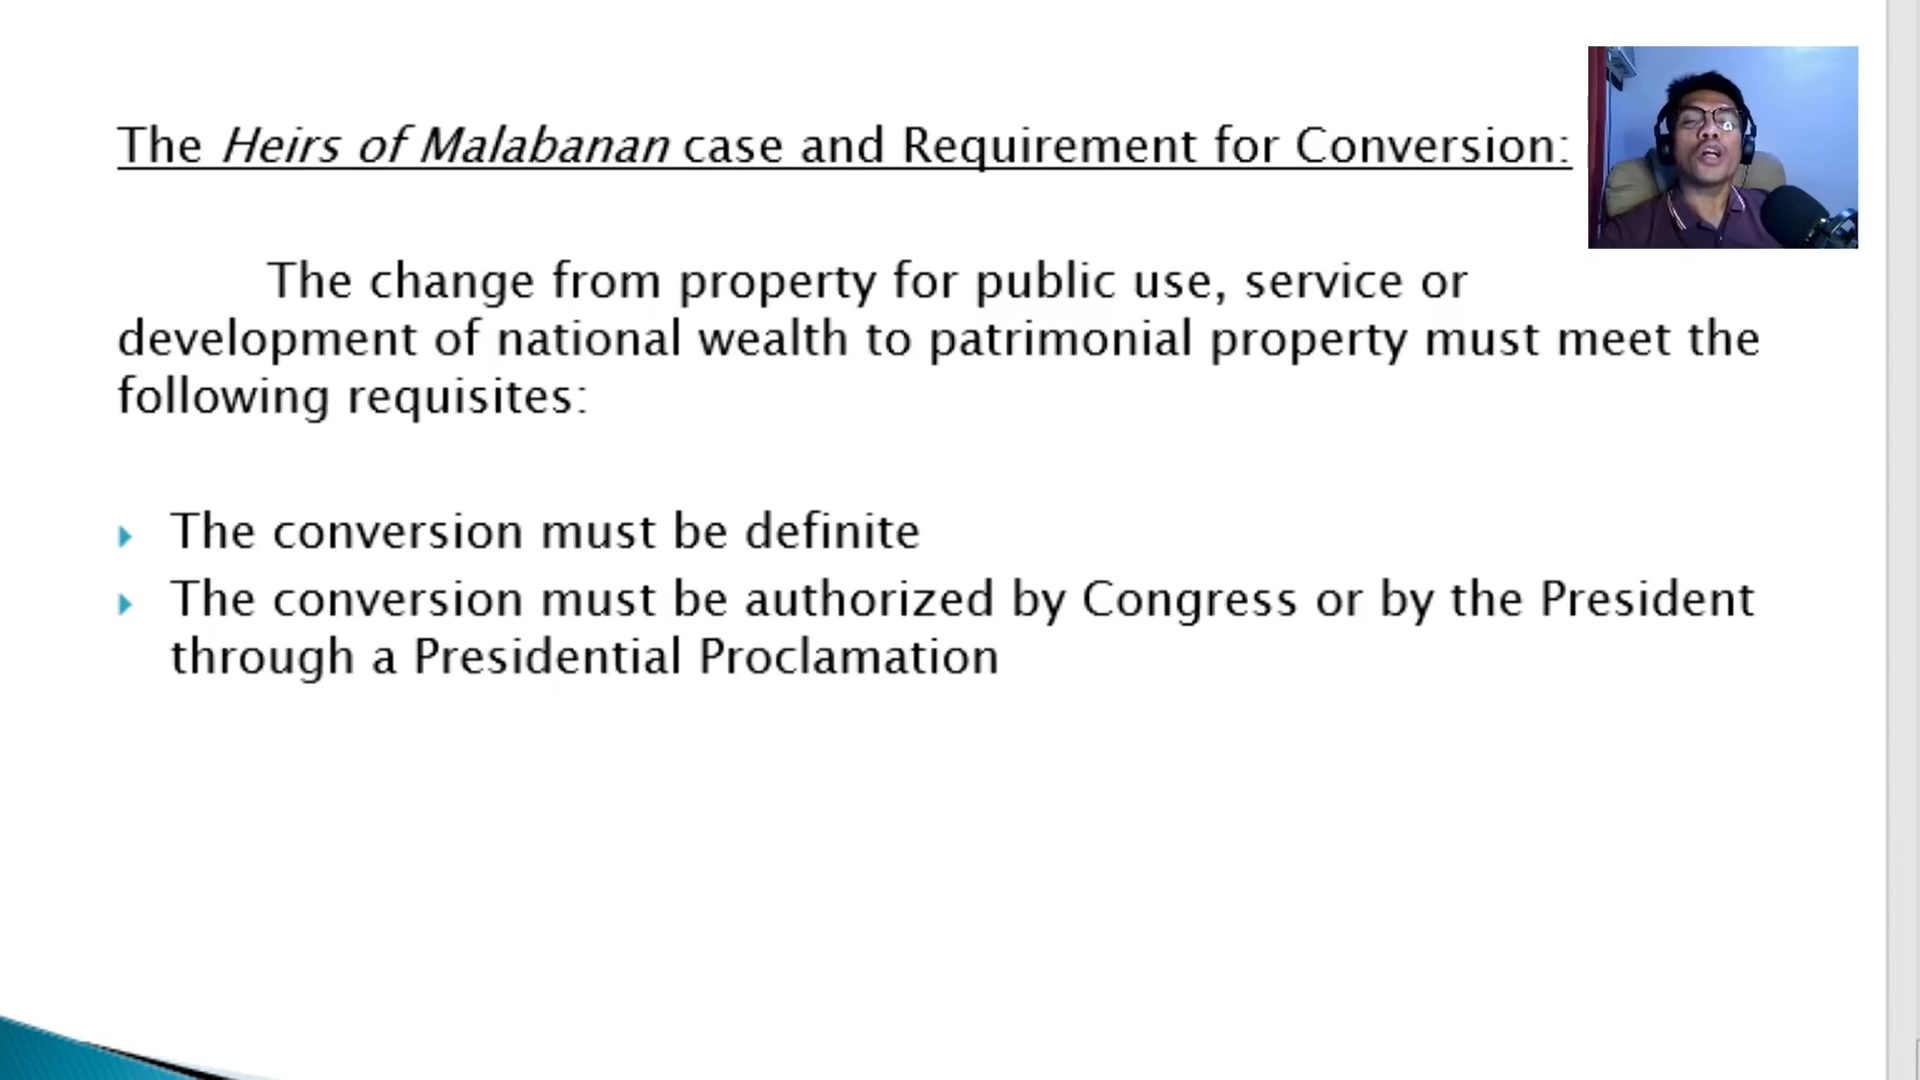 The Heirs of Malabanan case and Requirement for Conversion:
The change from property for public use, service or
development of national wealth to patrimonial property must meet the
following requisites:
The conversion must be definite
The conversion must be authorized by Congress or by the President
through a Presidential Proclamation